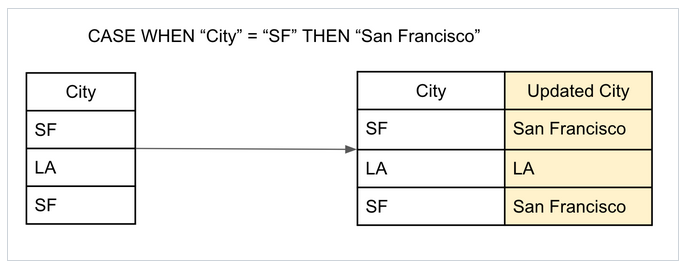 CASE WHEN “City” = “SF” THEN “San Francisco”
City
SF
LA
SF
City Updated City
SF San Francisco
LA LA
SF San Francisco